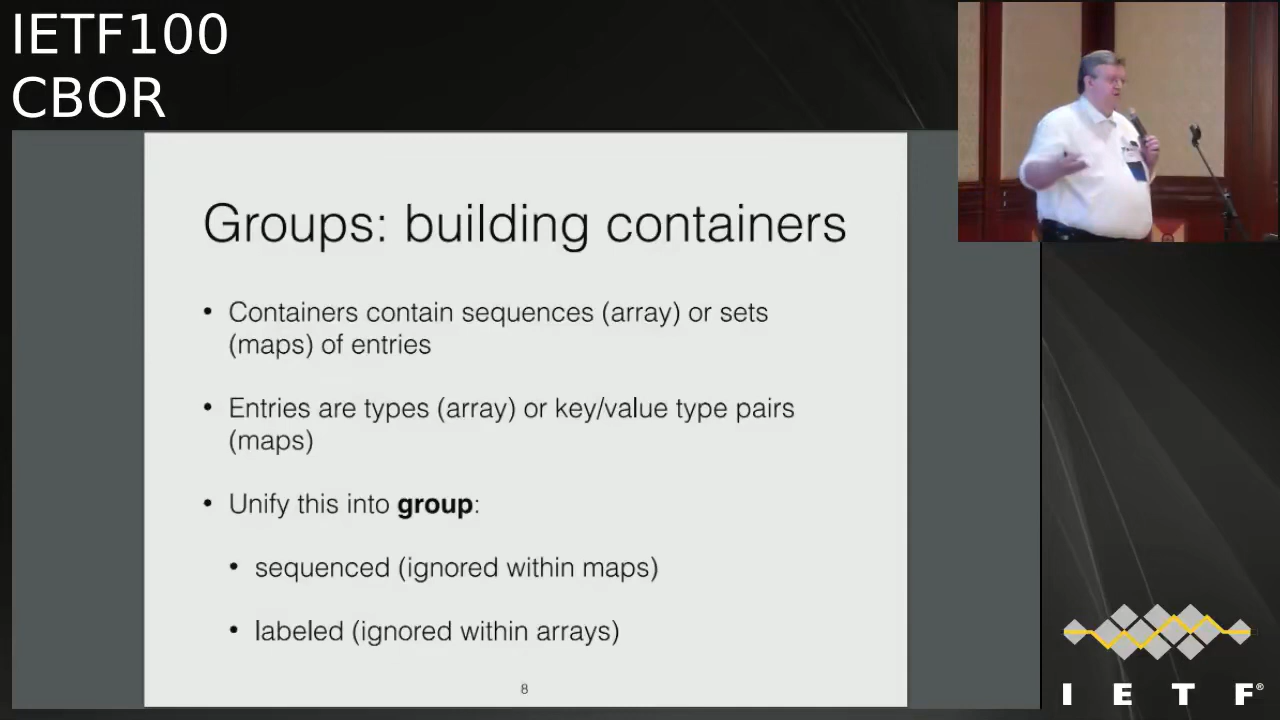 IETF100
CBOR
Groups: building containers
• Containers contain sequences (array) or sets
(maps) of entries
• Entries are types (array) or key/value type pairs
(maps)
• Unify this into group:
• sequenced (ignored within maps)
• labeled (ignored within arrays)
8
I E T F®